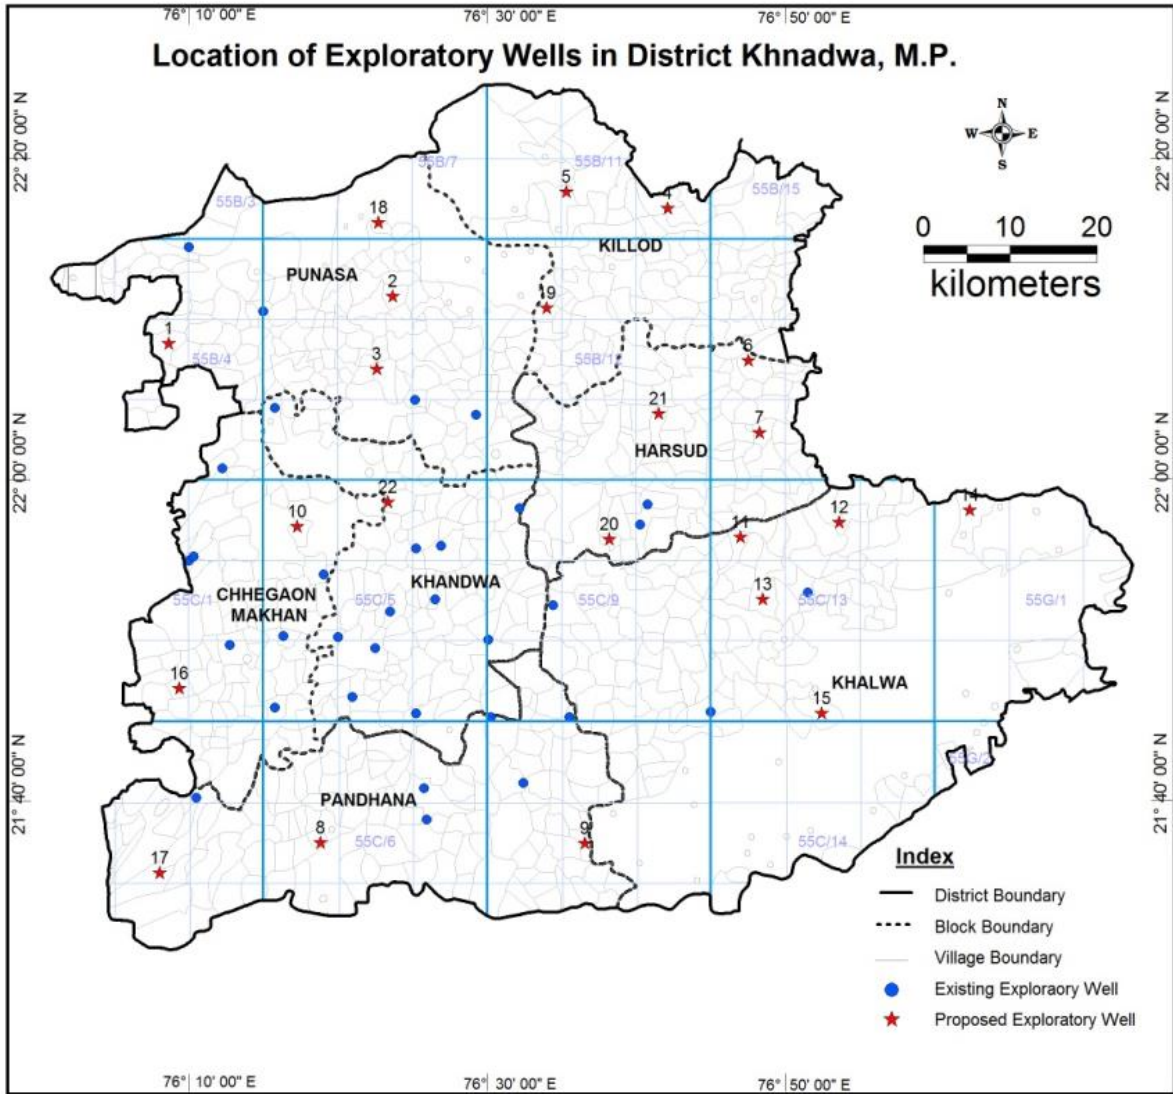 76° 10' 00" E
76° 30' 00" E
76° 50' 00" E
Location of Exploratory Wells in District Khnadwa, M.P.
22° 20' 00" N
22° 20' 00" N
N
W E
S
55B/7
55B/11
55B/15
55B/3
5
4
18
0 10 20
kilometers
KILLOD
PUNASA
2
9
1
55B/4
3
55B/12
6
21
7
HARSUD
22° 00' 00" N
22° 00' 00" N
22
10
20
11
12
14
KHANDWA
CHHEGAON
MAKHAN
55C/1
55C/5
55C/9
13
55C/13
55G/1
16
KHALWA
15
55G/2
21° 40' 00" N
21° 40' 00" N
PANDHANA
8
55C/6
9
55C/14
17
Index
District Boundary
Block Boundary
Village Boundary
Existing Exploraory Well
Proposed Exploratory Well
76° 10' 00" E
76° 30' 00" E
76° 50' 00" E